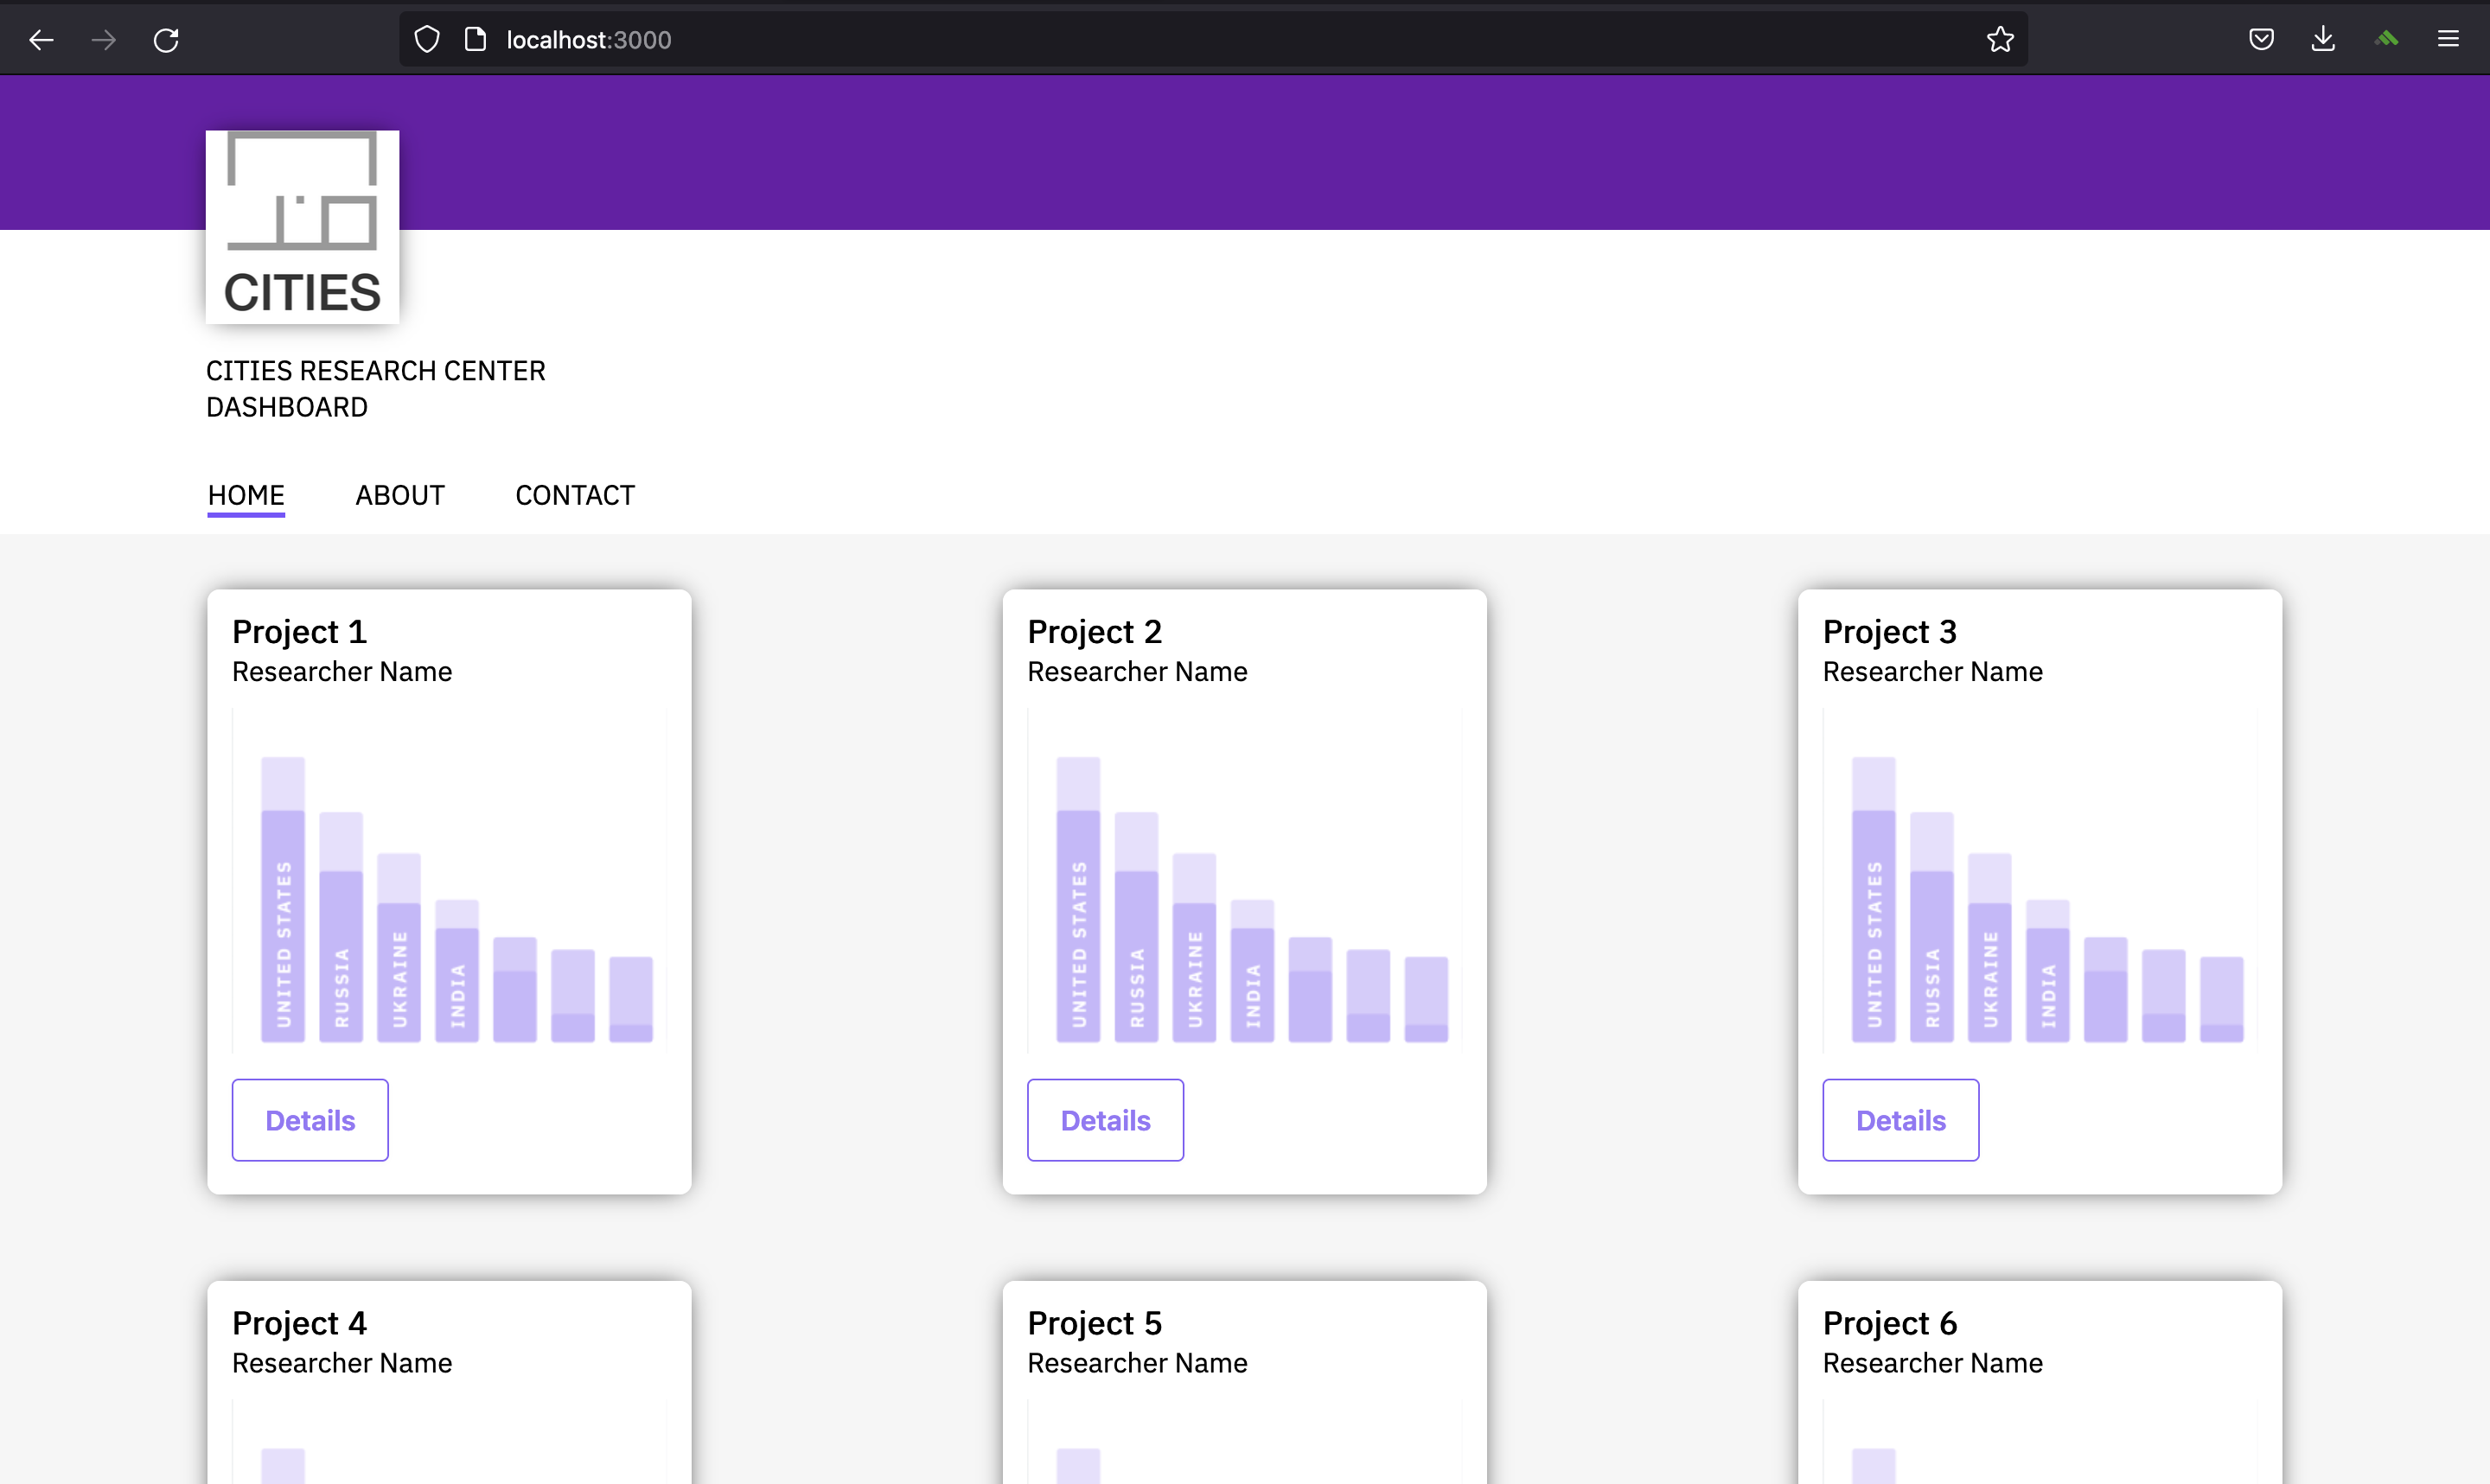 localhost:3000
CITIES
CITIES RESEARCH CENTER
DASHBOARD
HOME ABOUT CONTACT
Project 1
Researcher Name
UNITED STATES
RUSSIA
UKRAINE
INDIA
Details
Project 2
Researcher Name
UNITED STATES
RUSSIA
UKRAINE
INDIA
Details
Project 3
Researcher Name
UNITED STATES
RUSSIA
UKRAINE
INDIA
Details
Project 4
Researcher Name
Project 5
Researcher Name
Project 6
Researcher Name